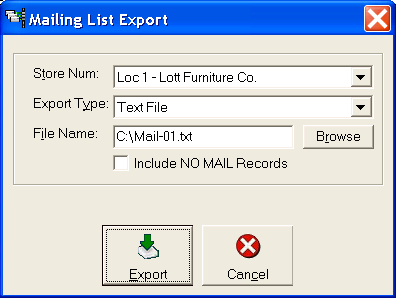 Mailing List Export
Store Num: Loc 1 - Lott Furniture Co.
Export Type: Text File
File Name: C:\Mail-01.txt Browse
Include NO MAIL Records
Export Cancel